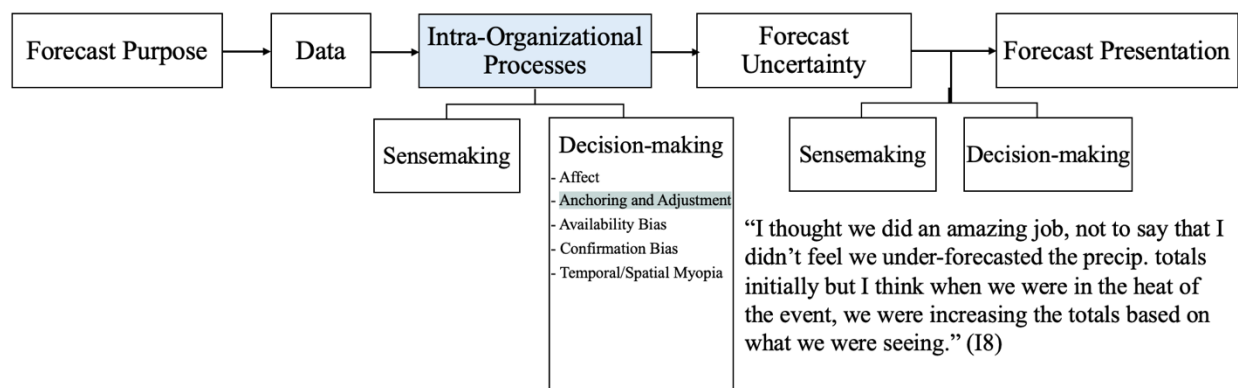 Forecast Purpose
Data
Intra-Organizational
Processes
Forecast
Uncertainty
Forecast Presentation
Sensemaking
Decision-making
- Affect
- Anchoring and Adjustment
- Availability Bias
- Confirmation Bias
- Temporal/Spatial Myopia
Sensemaking
Decision-making
“I thought we did an amazing job, not to say that I
didn’t feel we under-forecasted the precip. totals
initially but I think when we were in the heat of
the event, we were increasing the totals based on
what we were seeing.” (I8)